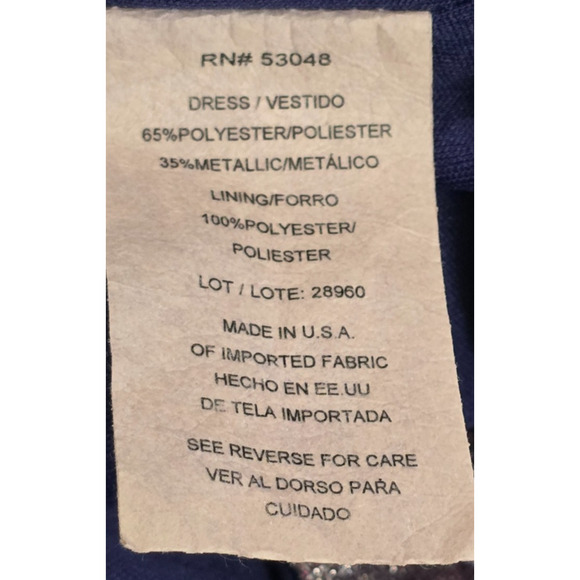 RN# 53048
DRESS / VESTIDO
65%POLYESTER/POLIESTER
35%METALLIC/METÁLICO
LINING/FORRO
100%POLYESTER/
POLIESTER
LOT / LOTE: 28960
MADE IN U.S.A.
OF IMPORTED FABRIC
HECHO EN EE.UU
DE TELA IMPORTADA
SEE REVERSE FOR CARE
VER AL DORSO PARA
CUIDADO